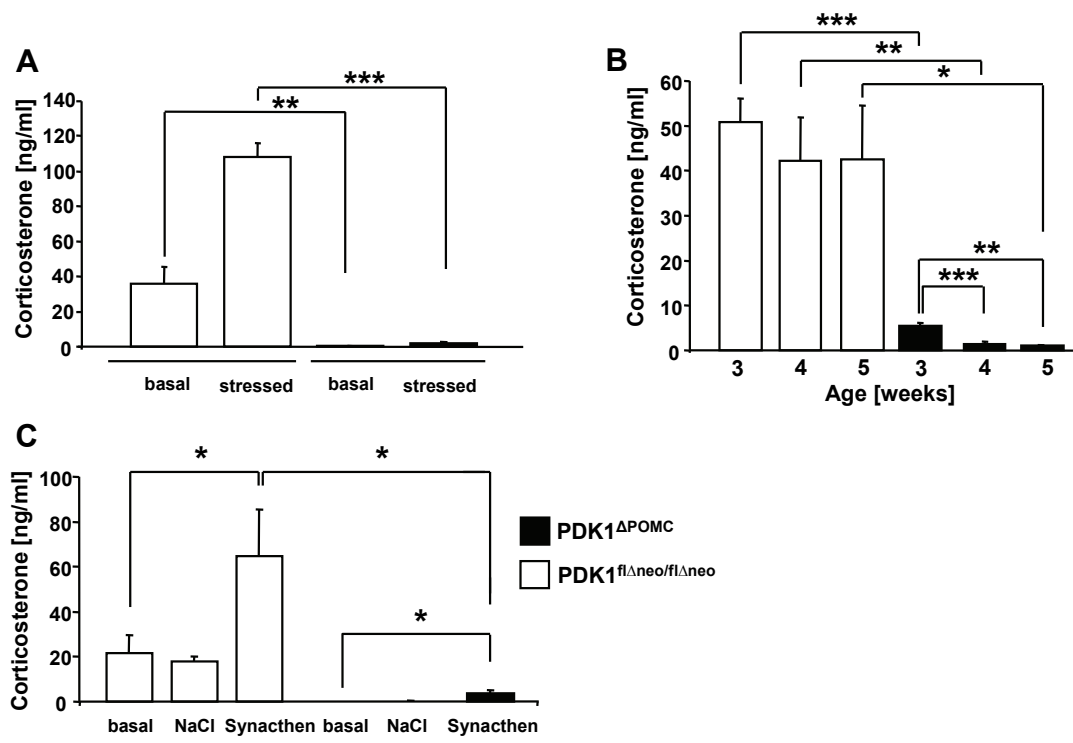 A
Corticosterone [ng/ml]
140
120
100
80
60
40
20
0
**
***
basal stressed basal stressed
B
Corticosterone [ng/ml]
60
50
40
30
20
10
0
***
**
*
**
***
3 4 5 3 4 5
Age [weeks]
C
Corticosterone [ng/ml]
100
80
60
40
20
0
*
*
*
basal NaCl Synacthen basal NaCl Synacthen
PDK1ΔPOMC
PDK1flΔneo/flΔneo